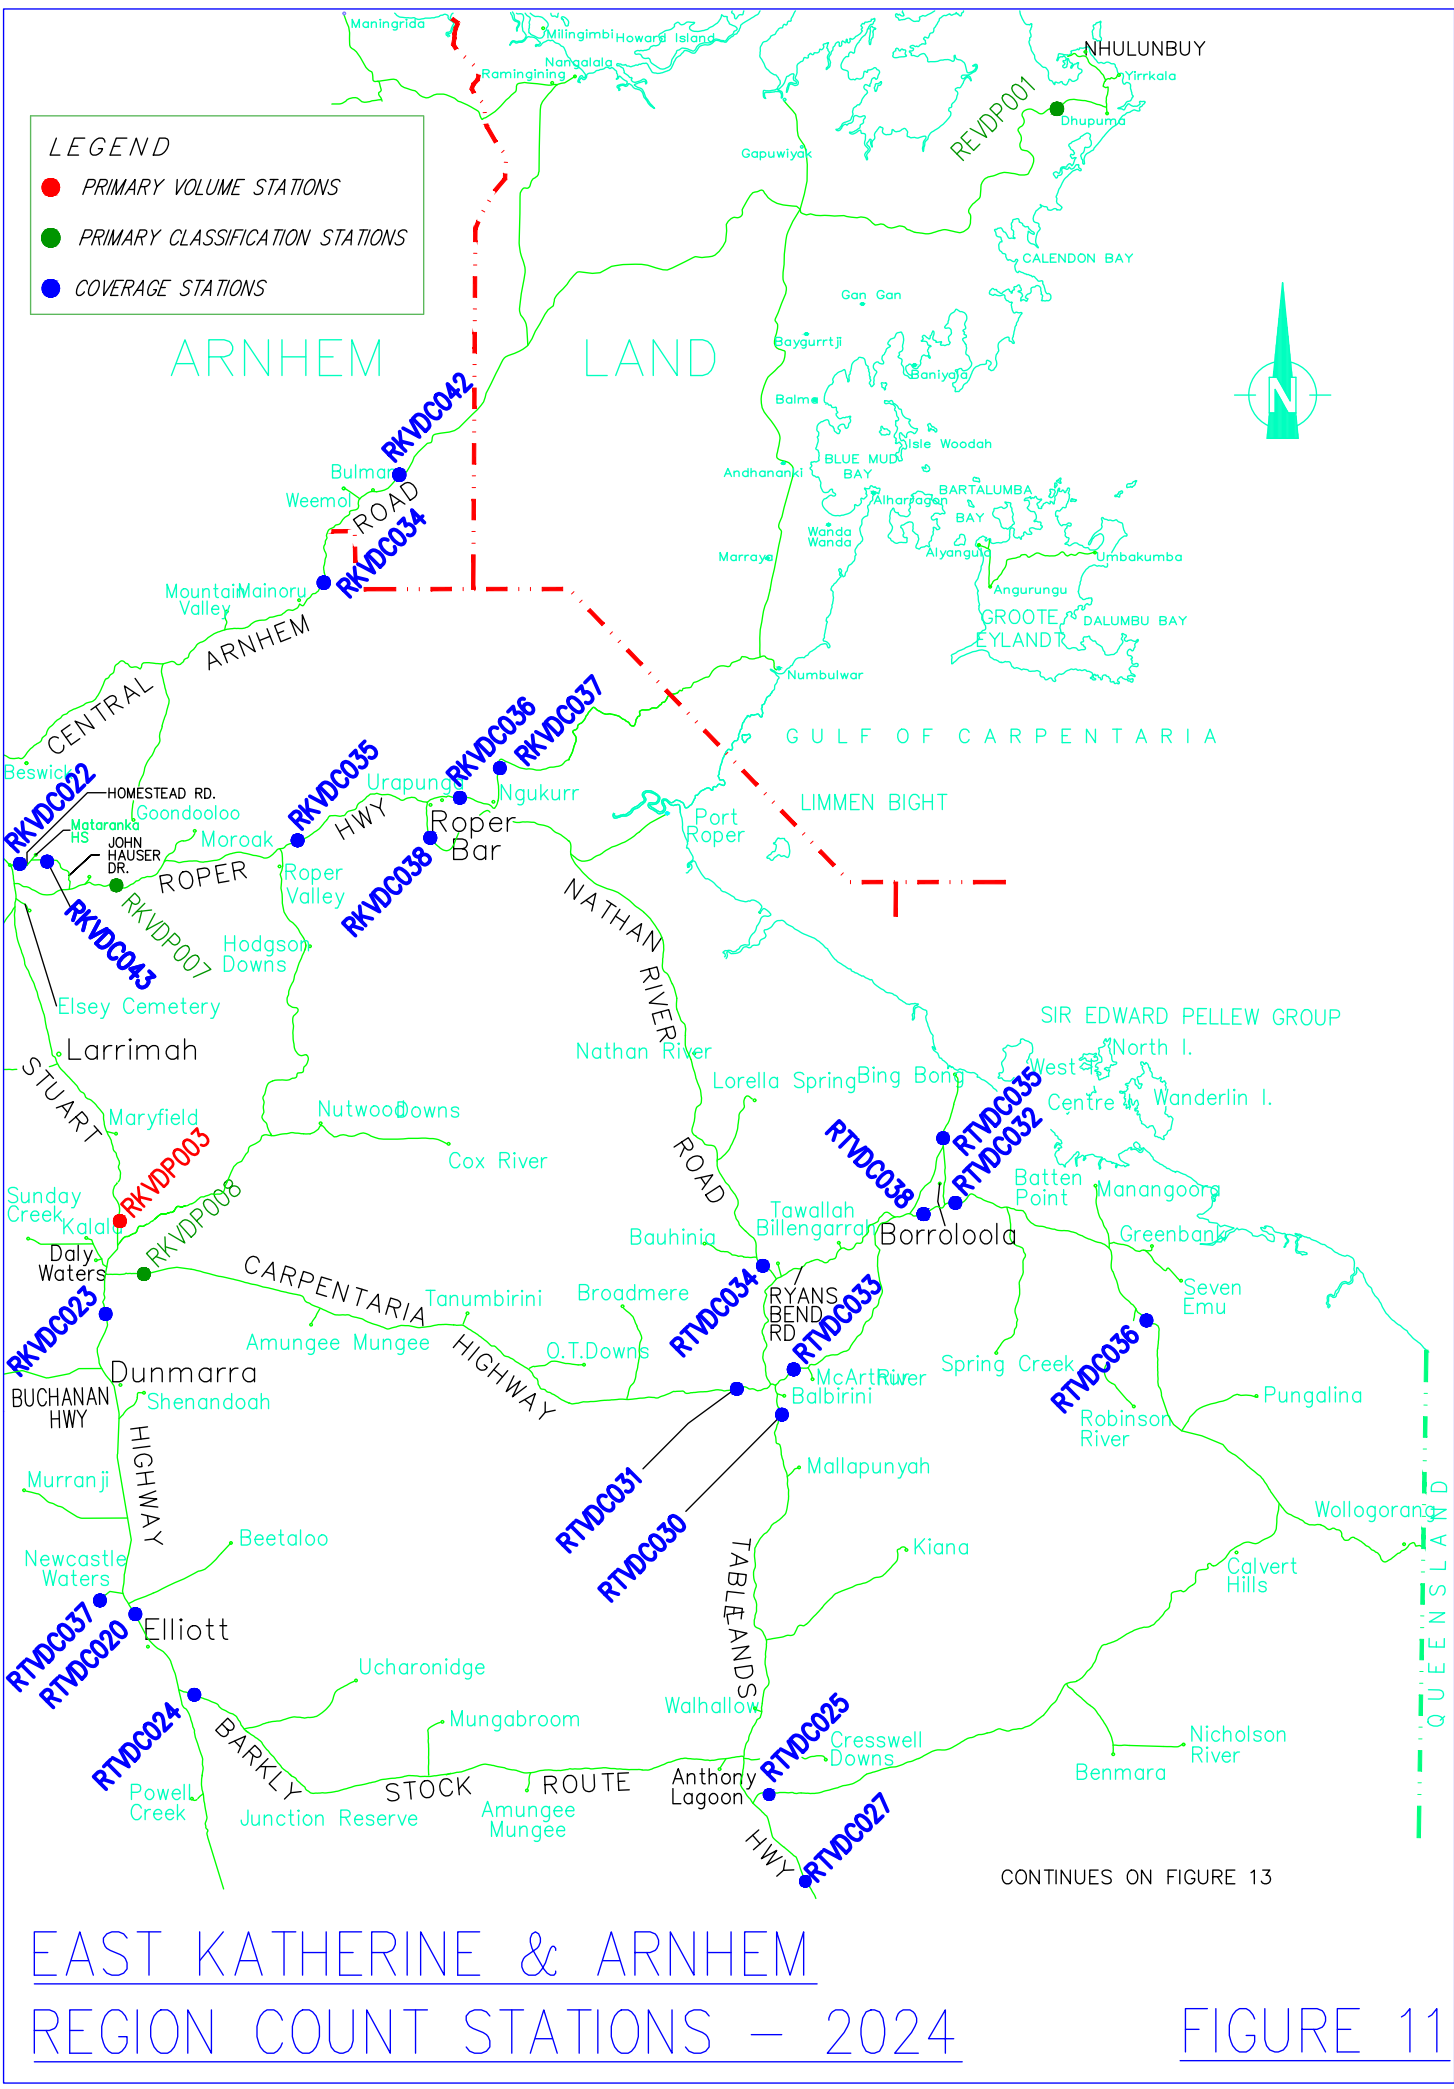 Maningrida
Milingimbi
Howard Island
Nangalala
Ramingining
NHULUNBUY
Yirrkala
REVDP001
Dhupuma
Gapuwiyak
LEGEND
PRIMARY VOLUME STATIONS
PRIMARY CLASSIFICATION STATIONS
COVERAGE STATIONS
CALENDON BAY
Gan Gan
Baygurrtji
ARNHEM LAND
Baniyala
Balma
N
RKVDC042
Isle Woodah
BLUE MUD
BAY
Andhananki
Bulman
Weemol
ROAD
BARTALUMBA
BAY
Wanda
Wanda
RKVDC034
Marraya
Alyangula
Umbakumba
Angurungu
Mountain
Valley
Mainoru
GROOTE
EYLANDT
DALUMBU BAY
ARNHEM
CENTRAL
Numbulwar
RKVDC036
RKVDC037
GULF OF CARPENTARIA
Beswick
RKVDC022
HOMESTEAD RD.
RKVDC035
Urapunga
Ngukurr
LIMMEN BIGHT
Goondooloo
Mataranka
HS
JOHN
HAUSER
DR.
Moroak
HWY
Roper
Bar
Port
Roper
ROPER
Roper
Valley
RKVDC038
RKVDC043
RKVDP007
NATHAN
Hodgson
Downs
Elsey Cemetery
RIVER
SIR EDWARD PELLEW GROUP
Larrimah
Nathan River
North I.
West I.
STUART
Lorella Spring
Bing Bong
RTVDC035
Centre I.
Wanderlin I.
Maryfield
Nutwood Downs
RTVDC032
RKVDP003
Cox River
ROAD
RTVDC038
Batten
Point
Manangoora
Sunday
Creek
Kalala
RKVDP008
Tawallah
Billengarrah
Borroloola
Greenbank
Bauhinia
Daly
Waters
CARPENTARIA
RTVDC034
RYANS
BEND
RD
RTVDC033
Seven
Emu
RKVDC023
Tanumbirini
Broadmere
Amungee Mungee
O.T.Downs
HIGHWAY
Spring Creek
RTVDC036
Dunmarra
McArthur River
Balbirini
BUCHANAN
HWY
Shenandoah
Pungalina
Robinson
River
HIGHWAY
Murranji
Mallapunyah
RTVDC031
RTVDC030
Wollogorang
QUEENSLAND
Beetaloo
Kiana
Newcastle
Waters
TABLELANDS
Calvert
Hills
RTVDC037
RTVDC020
Elliott
Ucharonidge
RTVDC024
Walhallow
RTVDC025
BARKLY
Mungabroom
Cresswell
Downs
Nicholson
River
Powell
Creek
STOCK
ROUTE
Anthony
Lagoon
Benmara
Junction Reserve
Amungee
Mungee
HWY
RTVDC027
CONTINUES ON FIGURE 13
EAST KATHERINE & ARNHEM
REGION COUNT STATIONS – 2024
FIGURE 11